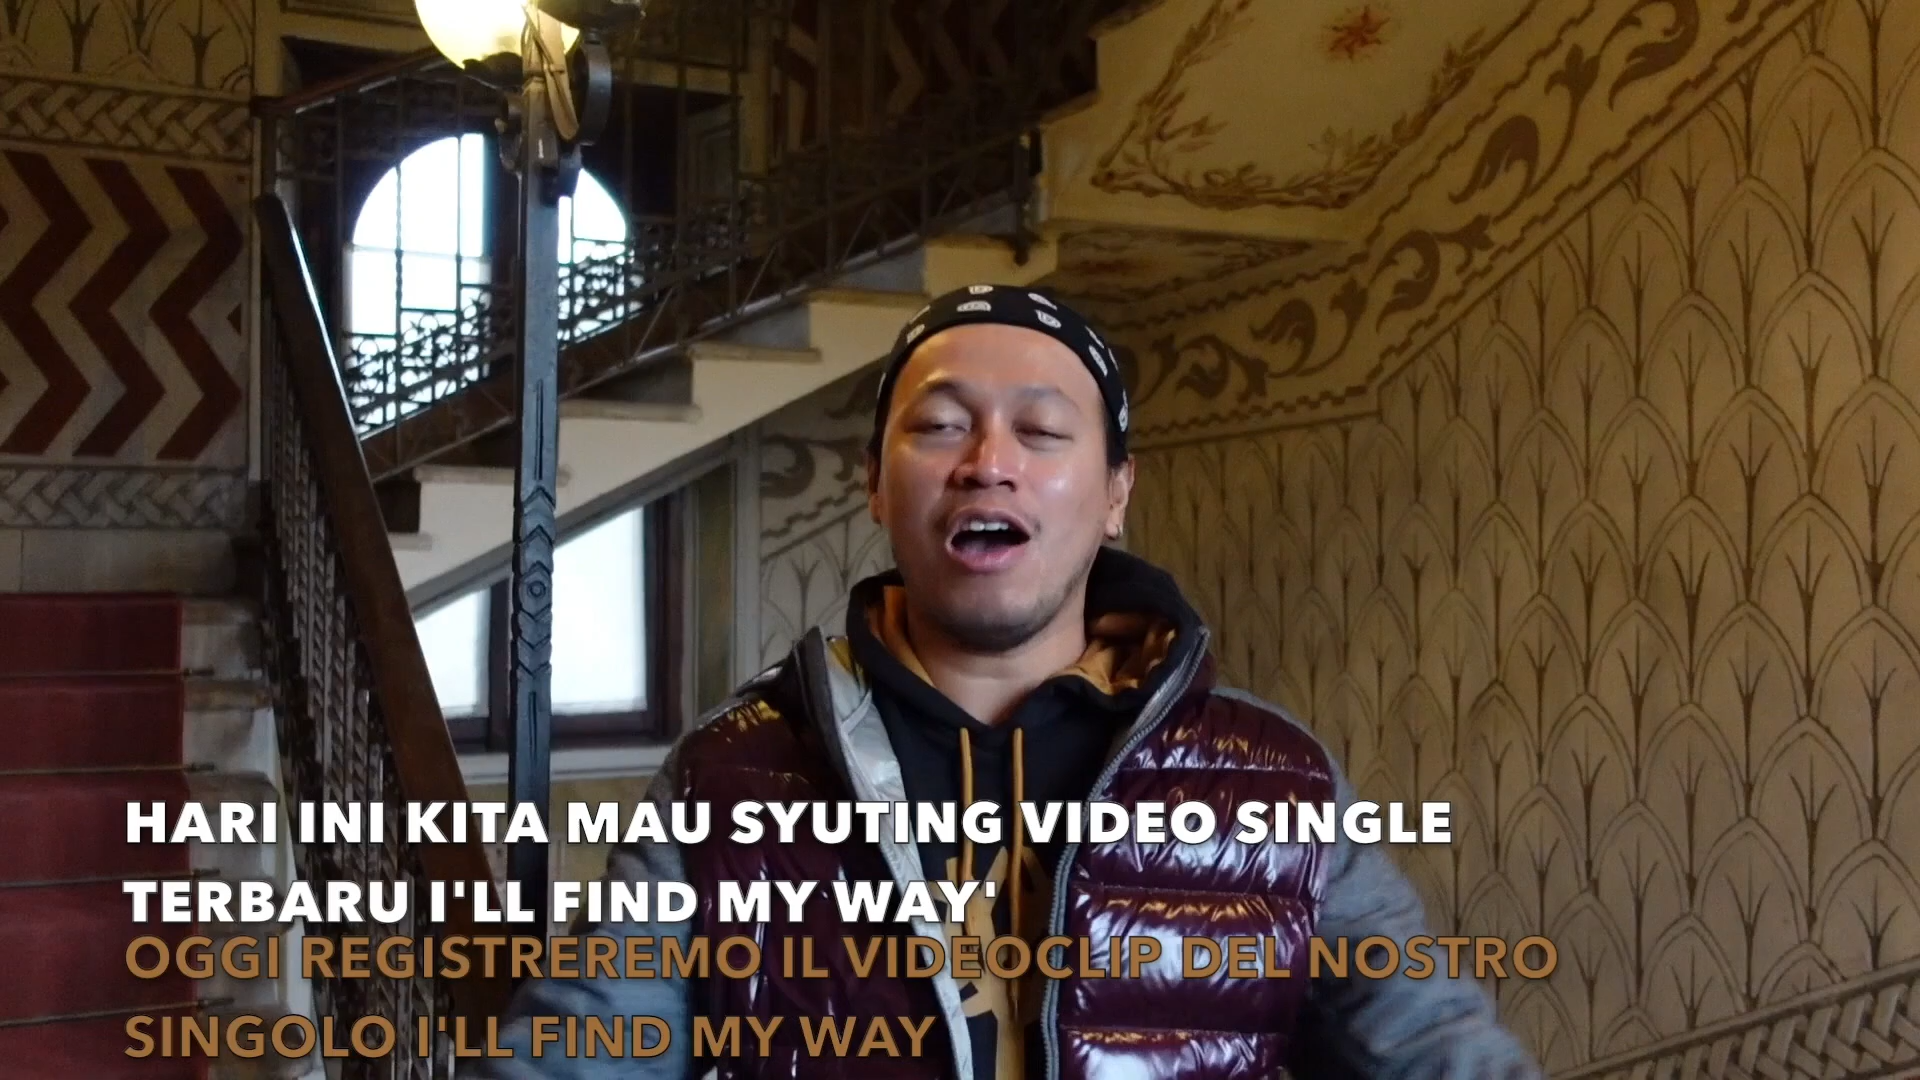 HARI INI KITA MAU SYUTING VIDEO SINGLE
TERBARU I'LL FIND MY WAY'
OGGI REGISTREREMO IL VIDEOCLIP DEL NOSTRO
SINGOLO I'LL FIND MY WAY